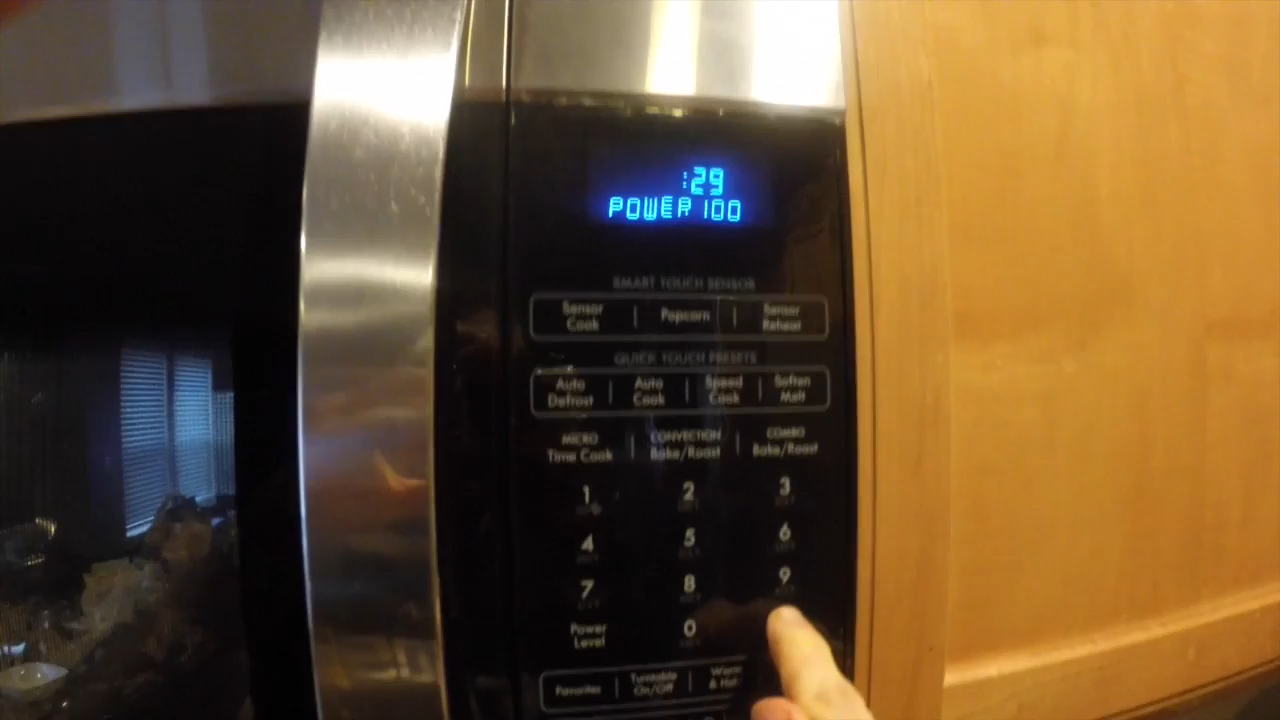 :29
POWER 100
SMART TOUCH SENSOR
Sensor Cook | Popcorn | Sensor Reheat
QUICK TOUCH PRESETS
Auto Defrost | Auto Cook | Speed Cook | Soften Melt
MICRO Time Cook | CONVECTION Bake/Roast | COMBO Bake/Roast
1 2 3
4 5 6
7 8 9
Power Level 0
Favorites | Turntable On/Off | Warm &